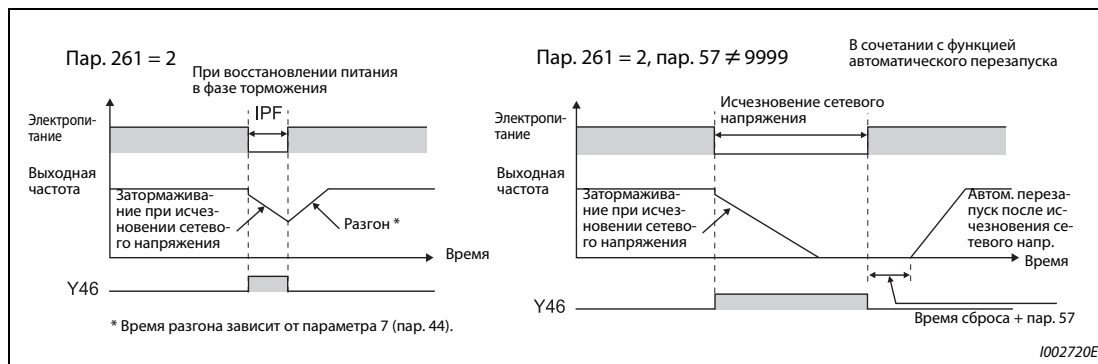 Пар. 261 = 2
При восстановлении питания
в фазе торможения
Электропи-
тание
IPF
Выходная
частота
Затормажива-
ние при исчез-
новении сетево-
го напряжения
Разгон *
Время
Y46
* Время разгона зависит от параметра 7 (пар. 44).
Пар. 261 = 2, пар. 57 ≠ 9999
В сочетании с функцией
автоматического перезапуска
Исчезновение сетевого
напряжения
Электропи-
тание
Выходная
частота
Затормажива-
ние при исчез-
новении сетево-
го напряжения
Автом. переза-
пуск после ис-
чезновения се-
тевого напр.
Время
Y46
Время сброса + пар. 57
I002720E